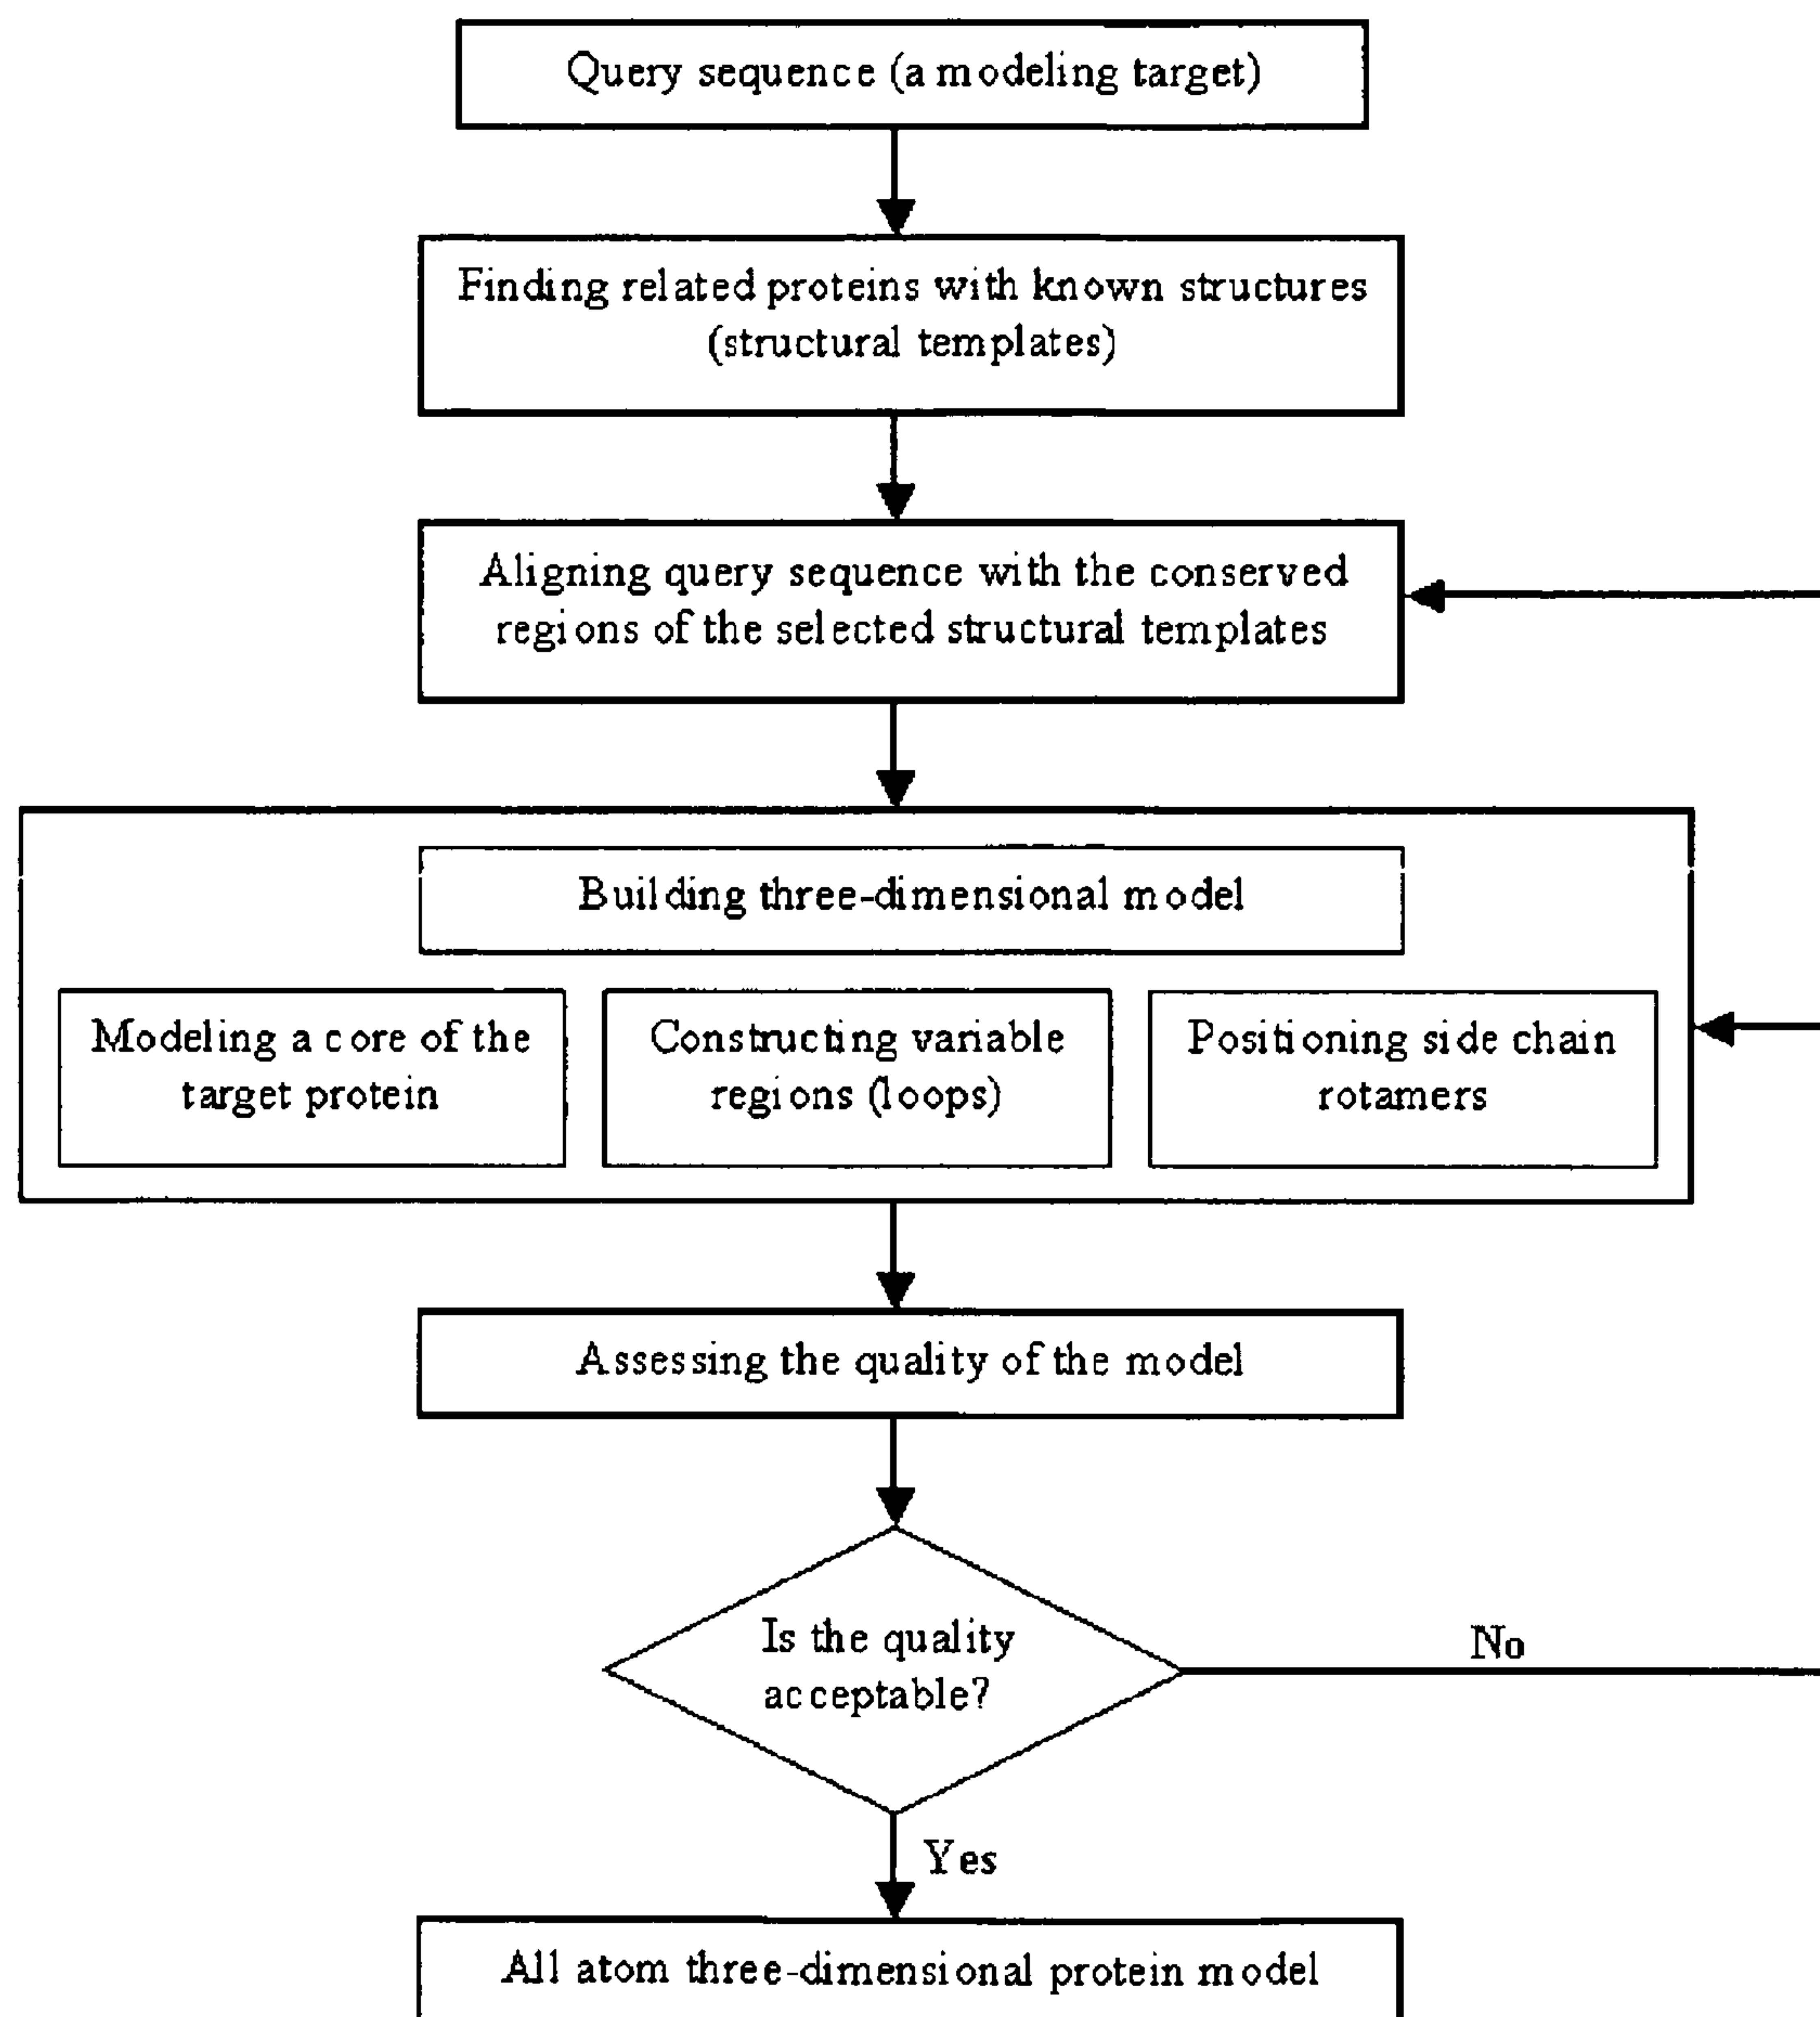 Query sequence (a modeling target)
Finding related proteins with known structures
(structural templates)
Aligning query sequence with the conserved
regions of the selected structural templates
Building three-dimensional model
Modeling a core of the
target protein
Constructing variable
regions (loops)
Positioning side chain
rotamers
Assessing the quality of the model
Is the quality
acceptable?
No
Yes
All atom three-dimensional protein model